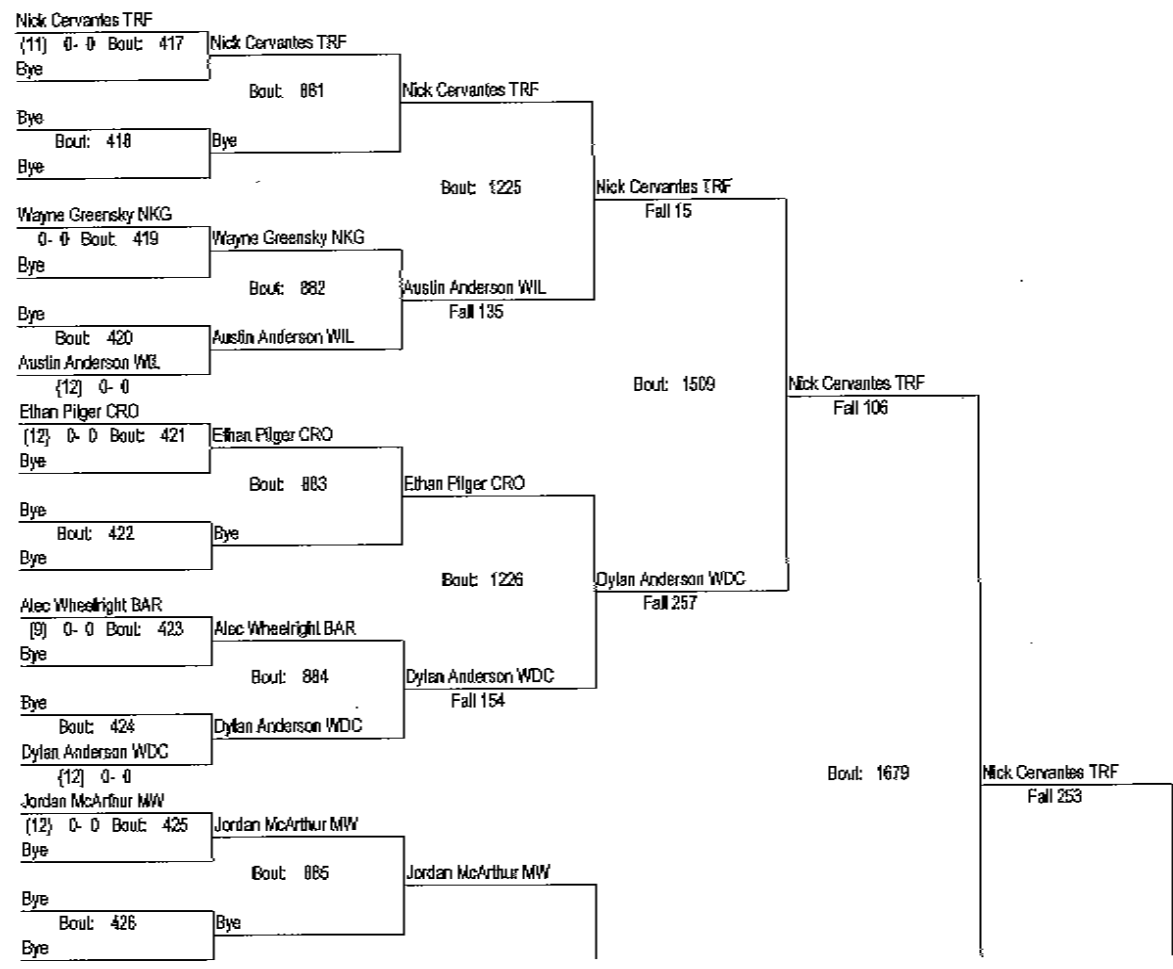 Nick Cervantes TRF
(11) 0- 0 Bout: 417 Nick Cervantes TRF
Bye
Bout: 881 Nick Cervantes TRF
Bye
Bout: 418 Bye
Bye
Bout: 1225 Nick Cervantes TRF
Fall 15
Wayne Greensky NKG
0- 0 Bout: 419 Wayne Greensky NKG
Bye
Bout: 882 Austin Anderson WIL
Fall 135
Bye
Bout: 420 Austin Anderson WIL
Austin Anderson WIL
(12) 0- 0
Bout: 1509 Nick Cervantes TRF
Fall 106
Ethan Pilger CRO
(12) 0- 0 Bout: 421 Ethan Pilger CRO
Bye
Bout: 883 Ethan Pilger CRO
Bye
Bout: 422 Bye
Bye
Bout: 1226 Dylan Anderson WDC
Fall 257
Alec Wheelright BAR
(9) 0- 0 Bout: 423 Alec Wheelright BAR
Bye
Bout: 884 Dylan Anderson WDC
Fall 154
Bye
Bout: 424 Dylan Anderson WDC
Dylan Anderson WDC
(12) 0- 0
Bout: 1679 Nick Cervantes TRF
Fall 253
Jordan McArthur MW
(12) 0- 0 Bout: 425 Jordan McArthur MW
Bye
Bout: 885 Jordan McArthur MW
Bye
Bout: 426 Bye
Bye